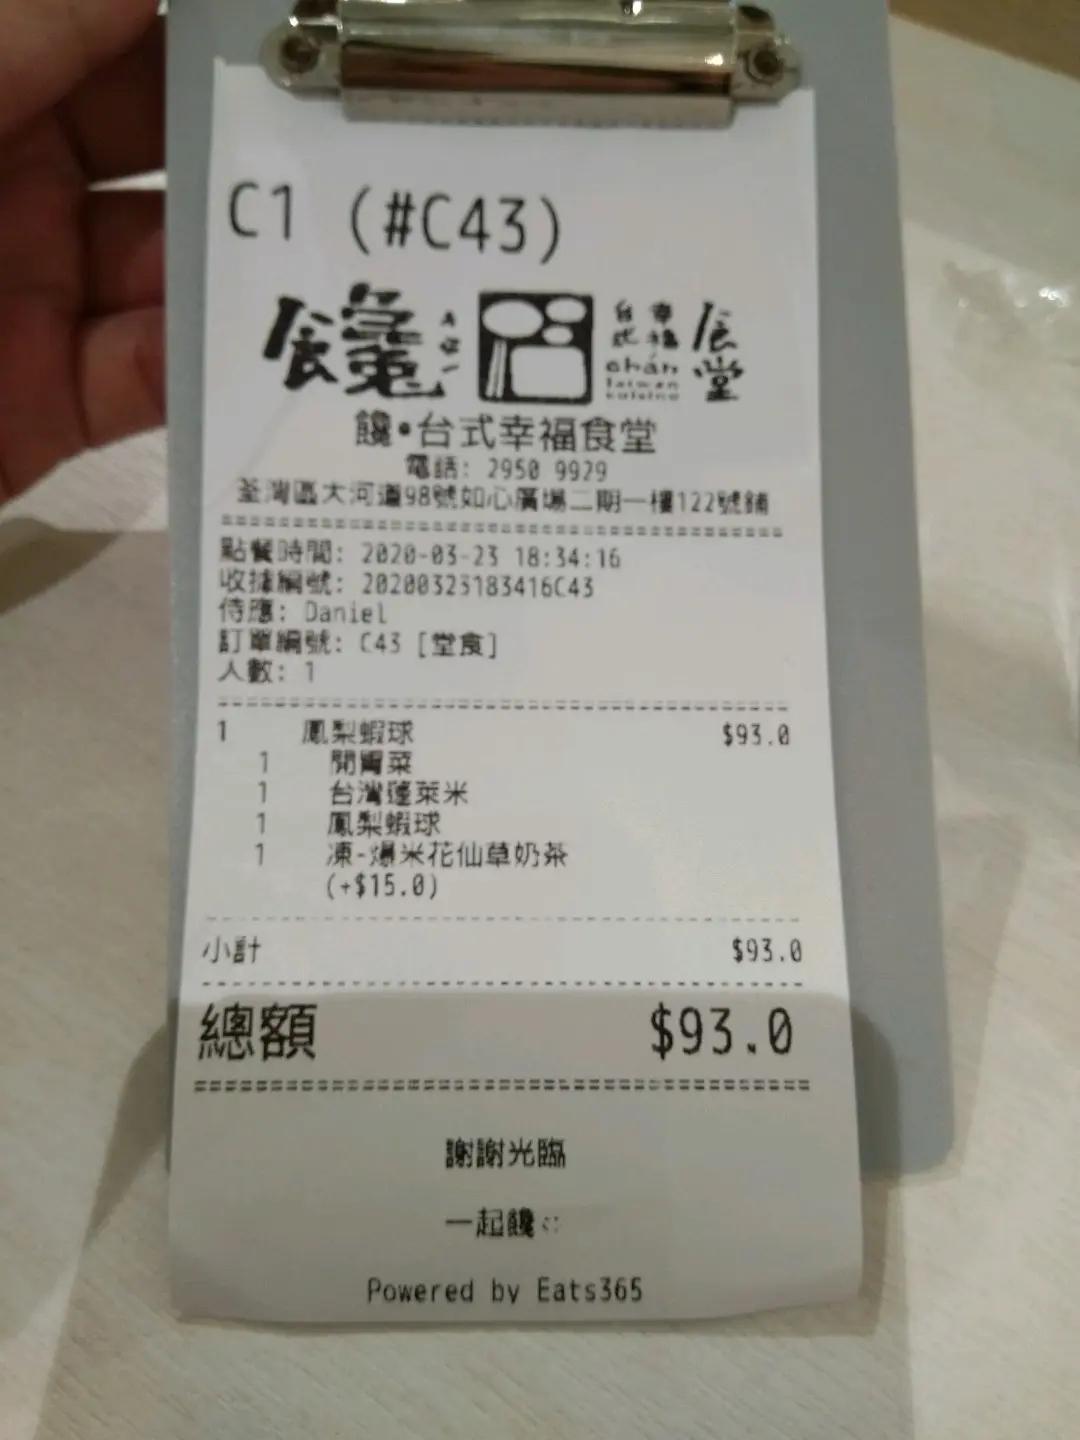 C1 (#C43)
饞
台式 幸福 食堂
chán
taiwan
cuisine
饞•台式幸福食堂
電話: 2950 9929
荃灣區大河道98號如心廣場二期一樓122號鋪
點餐時間: 2020-03-23 18:34:16
收據編號: 20200323183416C43
侍應: Daniel
訂單編號: C43 [堂食]
人數: 1
1 鳳梨蝦球 $93.0
1 開胃菜
1 台灣蓬萊米
1 鳳梨蝦球
1 凍-爆米花仙草奶茶
(+$15.0)
小計 $93.0
總額 $93.0
謝謝光臨
一起饞
Powered by Eats365